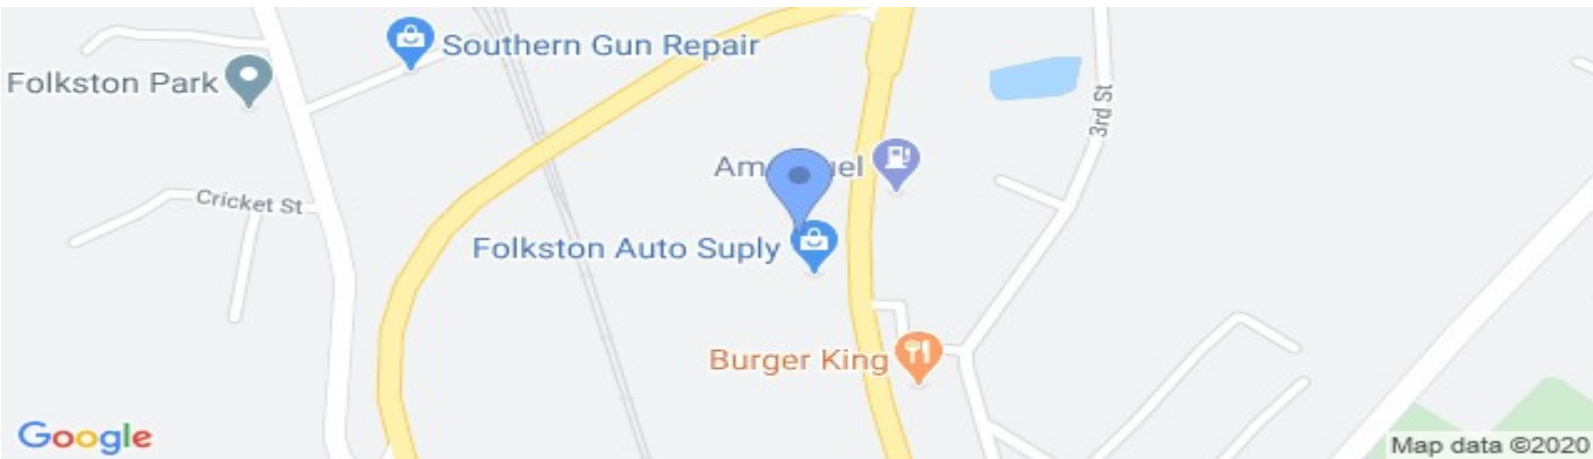 Southern Gun Repair
Folkston Park
3rd St
Cricket St
Folkston Auto Suply
Burger King
Google
Map data ©2020